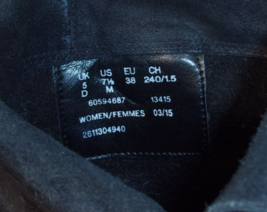 UK US EU CH
5 7½ 38 240/1.5
D M
60594687 13415
WOMEN/FEMMES 03/15
2611304940